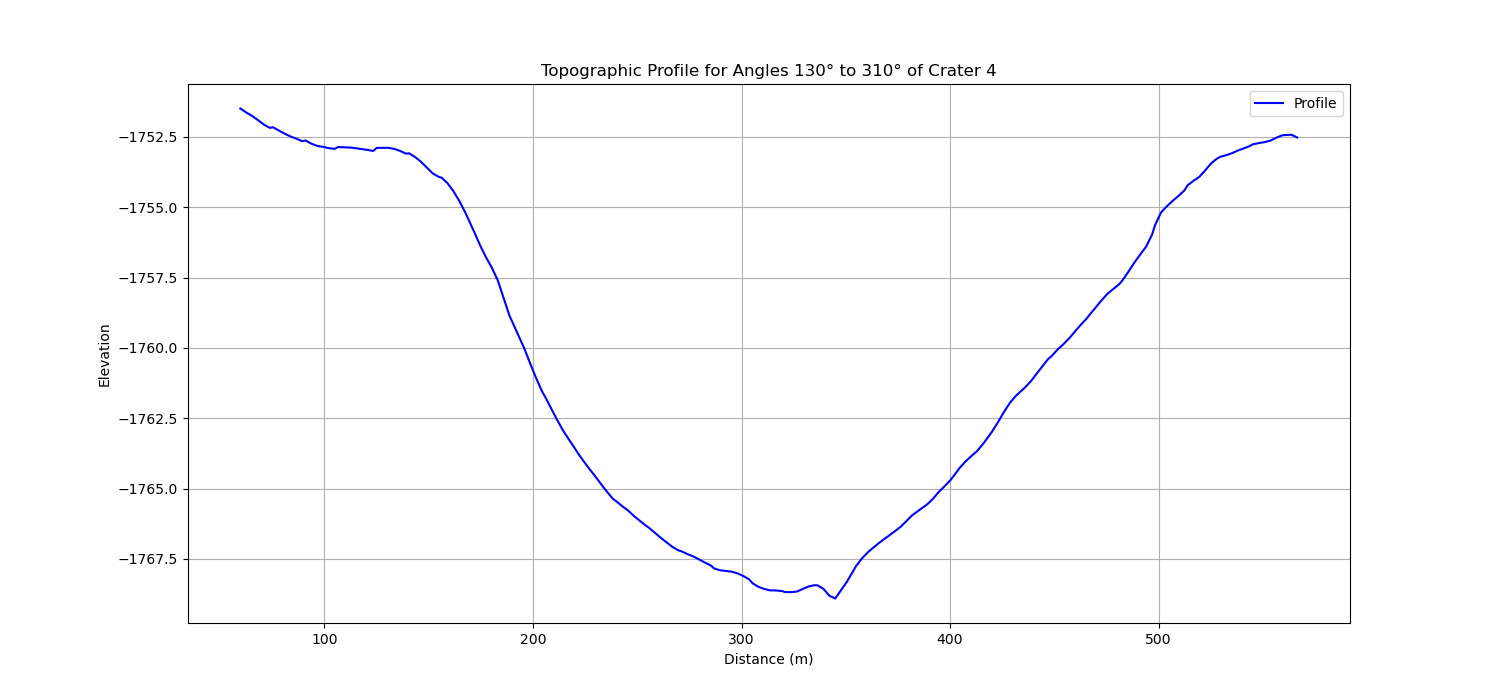 Topographic Profile for Angles 130° to 310° of Crater 4
Profile
Elevation
−1752.5
−1755.0
−1757.5
−1760.0
−1762.5
−1765.0
−1767.5
100 200 300 400 500
Distance (m)